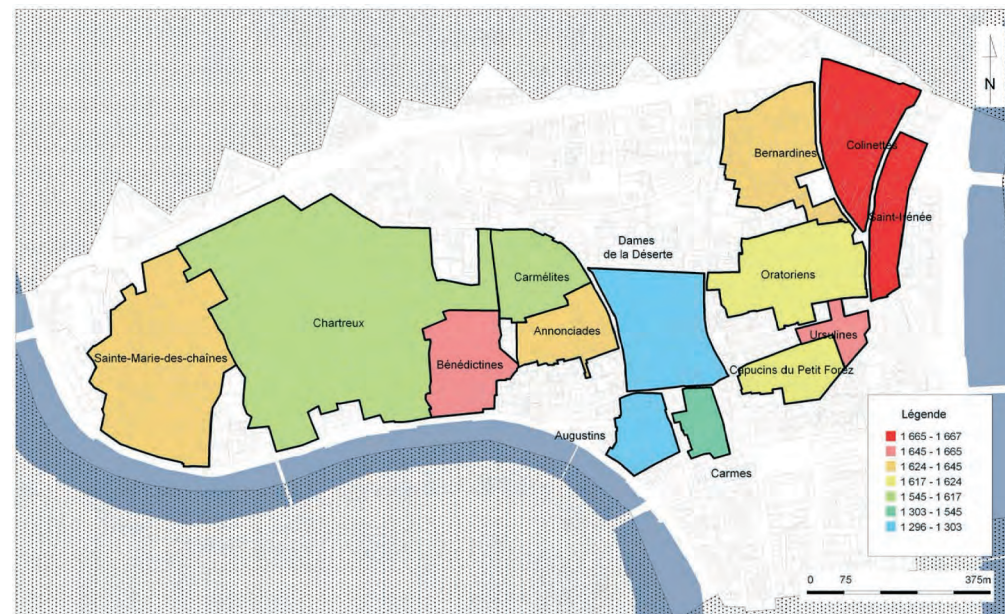 N
Bernardines
Colinettes
Saint-Irénée
Dames
de la Déserte
Oratoriens
Carmélites
Chartreux
Annonciades
Ursulines
Sainte-Marie-des-chaînes
Bénédictines
Capucins du Petit Forez
Augustins
Carmes
Légende
1 665 - 1 667
1 645 - 1 665
1 624 - 1 645
1 617 - 1 624
1 545 - 1 617
1 303 - 1 545
1 296 - 1 303
0 75 375m